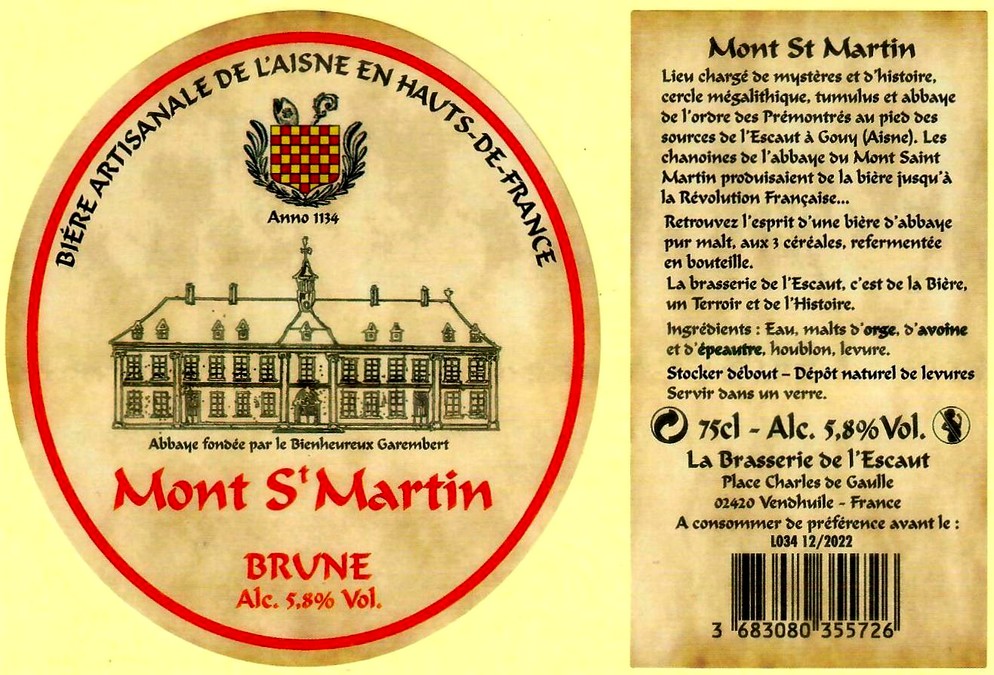 BIÈRE ARTISANALE DE L'AISNE EN HAUTS-DE-FRANCE
Anno 1134
Abbaye fondée par le Bienheureux Garembert
Mont St Martin
BRUNE
Alc. 5,8% Vol.
Mont St Martin
Lieu chargé de mystères et d'histoire,
cercle mégalithique, tumulus et abbaye
de l'ordre des Prémontrés au pied des
sources de l'Escaut à Gouy (Aisne). Les
chanoines de l'abbaye du Mont Saint
Martin produisaient de la bière jusqu'à
la Révolution Française...
Retrouvez l'esprit d'une bière d'abbaye
pur malt, aux 3 céréales, refermentée
en bouteille.
La brasserie de l'Escaut, c'est de la Bière,
un Terroir et de l'Histoire.
Ingrédients : Eau, malts d'orge, d'avoine
et d'épeautre, houblon, levure.
Stocker débout – Dépôt naturel de levures
Servir dans un verre.
75cl - Alc. 5,8% Vol.
La Brasserie de l'Escaut
Place Charles de Gaulle
02420 Vendhuile - France
A consommer de préférence avant le :
L034 12/2022
3 683080 355726